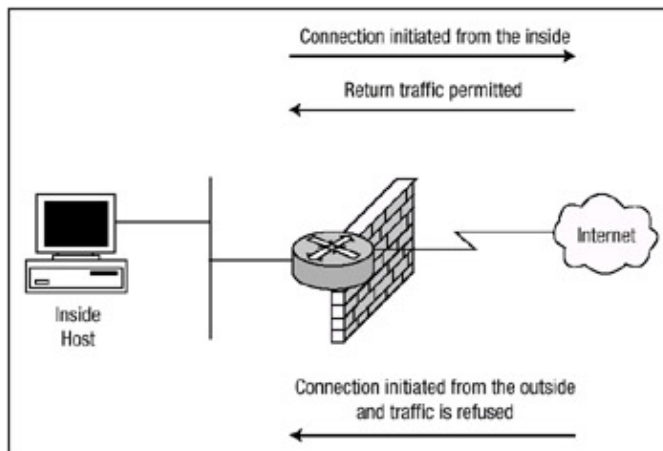 Connection initiated from the inside
Return traffic permitted
Internet
Inside
Host
Connection initiated from the outside
and traffic is refused